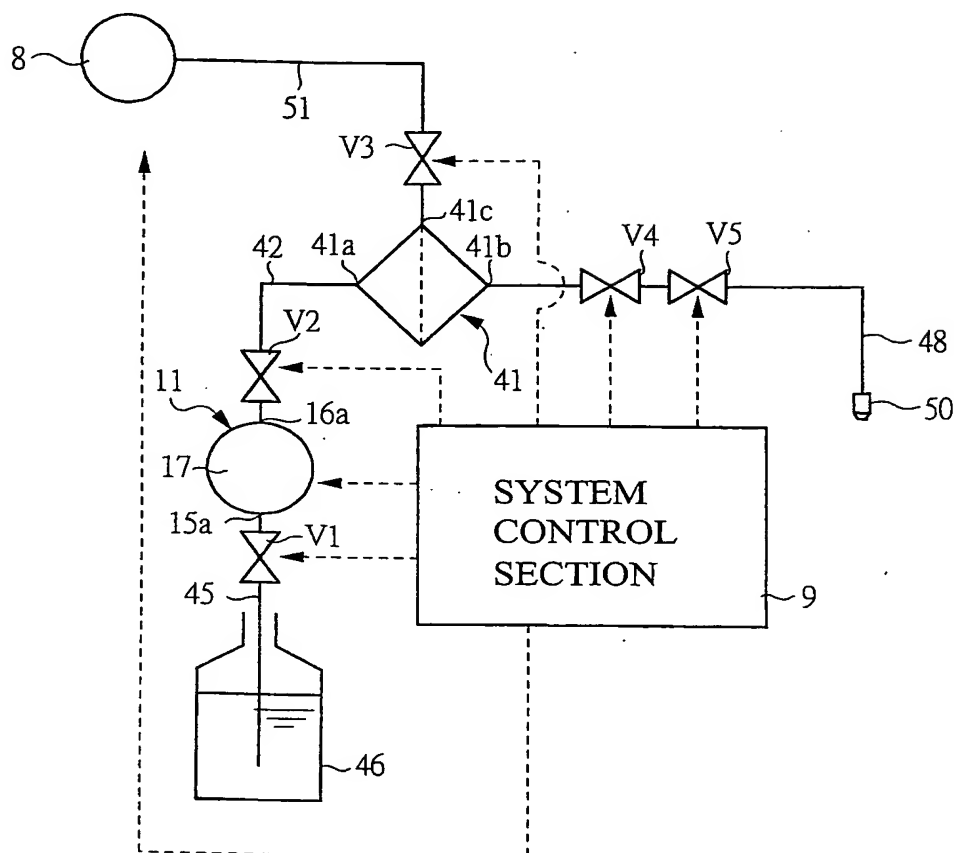 8
51
V3
41c
41a
41b
42
V4
V5
V2
41
48
11
16a
50
17
SYSTEM
CONTROL
SECTION
15a
V1
45
9
46